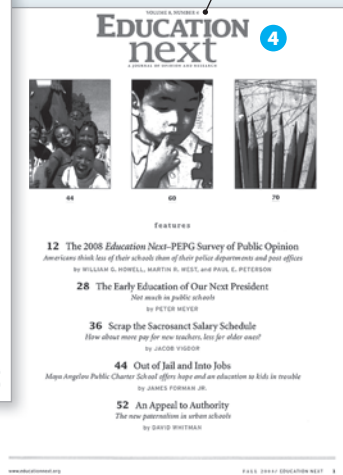 VOLUME 8, NUMBER 4
EDUCATION
next
A JOURNAL OF OPINION AND RESEARCH
4
44 60 70
features
12 The 2008 Education Next–PEPG Survey of Public Opinion
Americans think less of their schools than of their police departments and post offices
by WILLIAM G. HOWELL, MARTIN R. WEST, and PAUL E. PETERSON
28 The Early Education of Our Next President
Not much in public schools
by PETER MEYER
36 Scrap the Sacrosanct Salary Schedule
How about more pay for new teachers, less for older ones?
by JACOB VIGDOR
44 Out of Jail and Into Jobs
Maya Angelou Public Charter School offers hope and an education to kids in trouble
by JAMES FORMAN JR.
52 An Appeal to Authority
The new paternalism in urban schools
by DAVID WHITMAN
www.educationnext.org FALL 2008 / EDUCATION NEXT 3